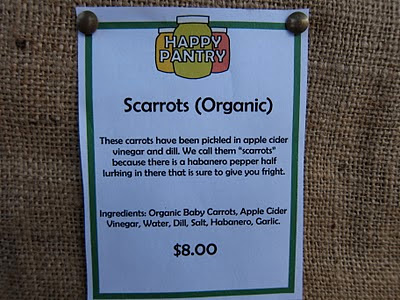 HAPPY
PANTRY
Scarrots (Organic)
These carrots have been pickled in apple cider
vinegar and dill. We call them "scarrots"
because there is a habanero pepper half
lurking in there that is sure to give you fright.
Ingredients: Organic Baby Carrots, Apple Cider
Vinegar, Water, Dill, Salt, Habanero, Garlic.
$8.00